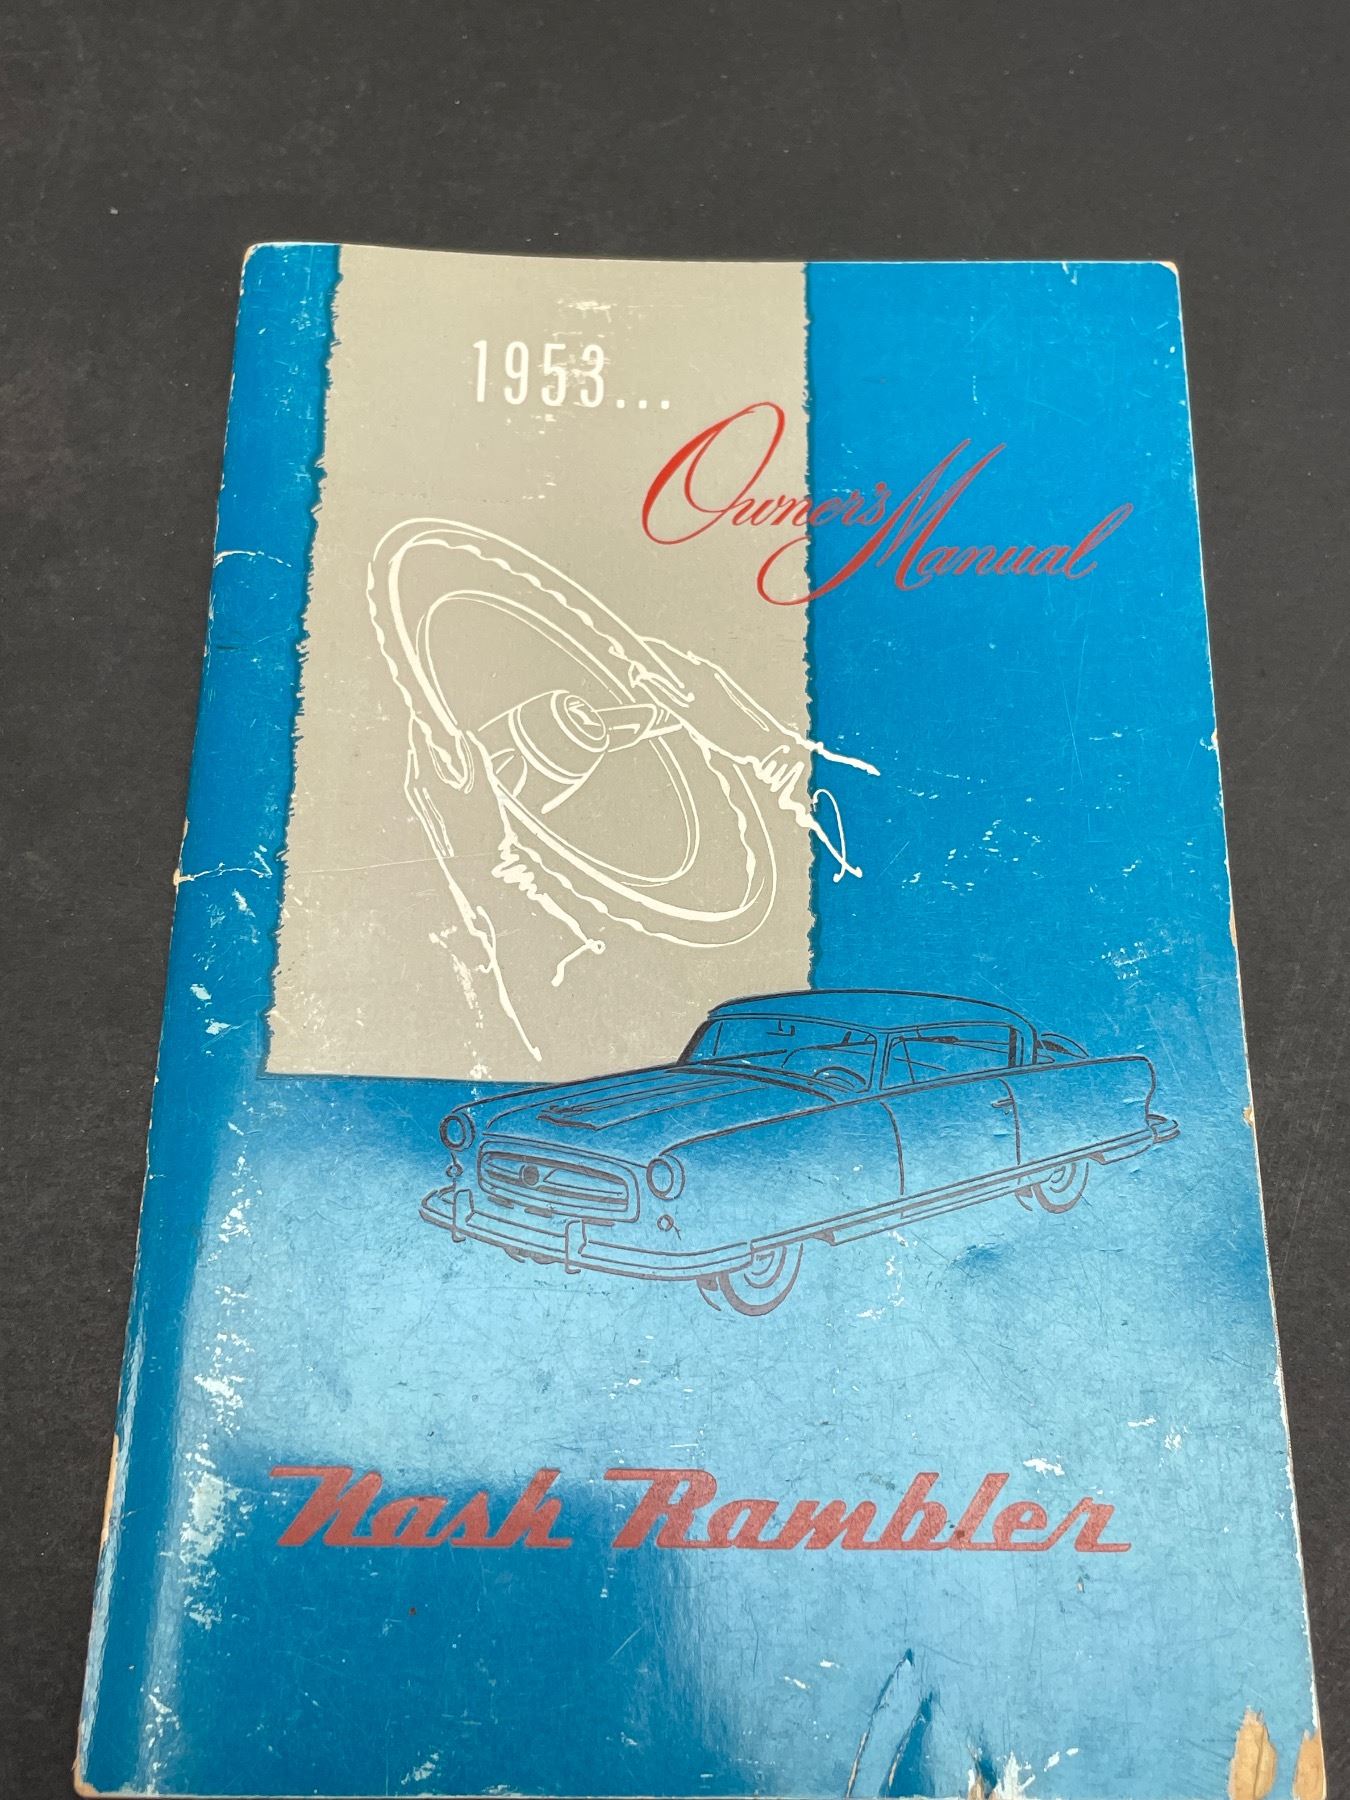 1953...
Owner's Manual
Nash Rambler